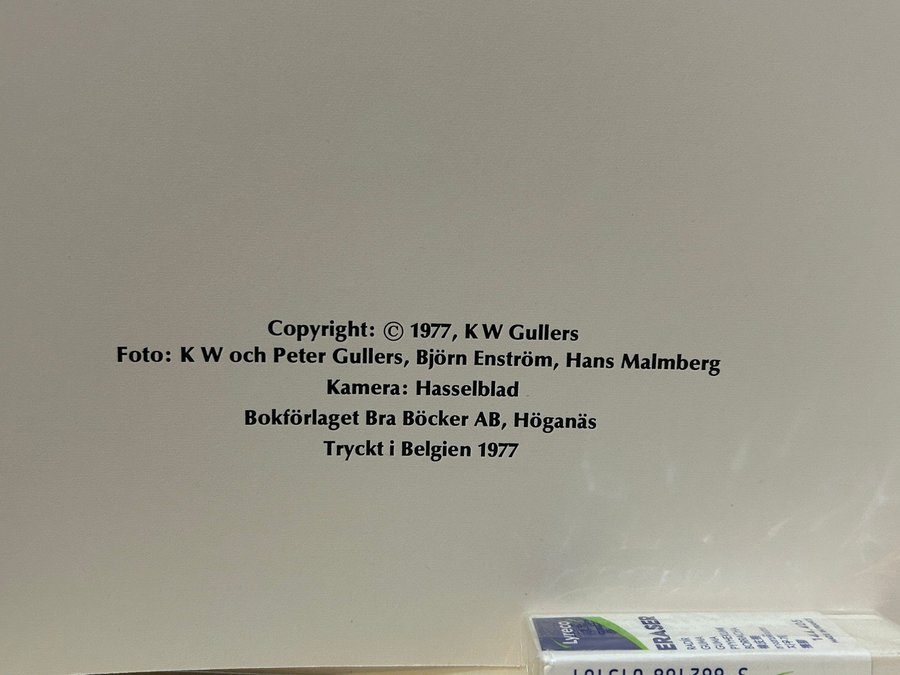 Copyright: © 1977, K W Gullers
Foto: K W och Peter Gullers, Björn Enström, Hans Malmberg
Kamera: Hasselblad
Bokförlaget Bra Böcker AB, Höganäs
Tryckt i Belgien 1977
Lyreco
ERASER